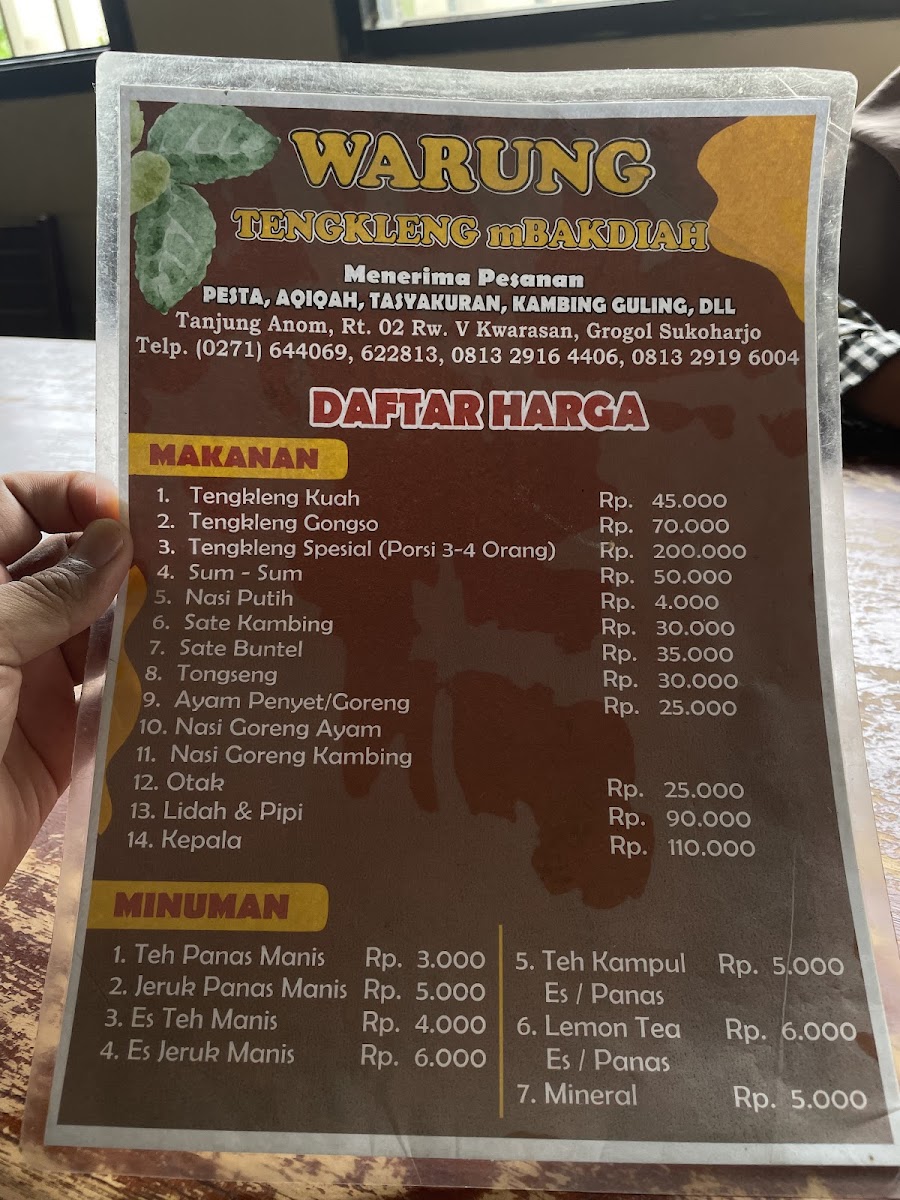 WARUNG
TENGKLENG mBAKDIAH
Menerima Pesanan
PESTA, AQIQAH, TASYAKURAN, KAMBING GULING, DLL
Tanjung Anom, Rt. 02 Rw. V Kwarasan, Grogol Sukoharjo
Telp. (0271) 644069, 622813, 0813 2916 4406, 0813 2919 6004
DAFTAR HARGA
MAKANAN
1. Tengkleng Kuah Rp. 45.000
2. Tengkleng Gongso Rp. 70.000
3. Tengkleng Spesial (Porsi 3-4 Orang) Rp. 200.000
4. Sum - Sum Rp. 50.000
5. Nasi Putih Rp. 4.000
6. Sate Kambing Rp. 30.000
7. Sate Buntel Rp. 35.000
8. Tongseng Rp. 30.000
9. Ayam Penyet/Goreng Rp. 25.000
10. Nasi Goreng Ayam
11. Nasi Goreng Kambing
12. Otak Rp. 25.000
13. Lidah & Pipi Rp. 90.000
14. Kepala Rp. 110.000
MINUMAN
1. Teh Panas Manis Rp. 3.000
2. Jeruk Panas Manis Rp. 5.000
3. Es Teh Manis Rp. 4.000
4. Es Jeruk Manis Rp. 6.000
5. Teh Kampul Rp. 5.000
Es / Panas
6. Lemon Tea Rp. 6.000
Es / Panas
7. Mineral Rp. 5.000